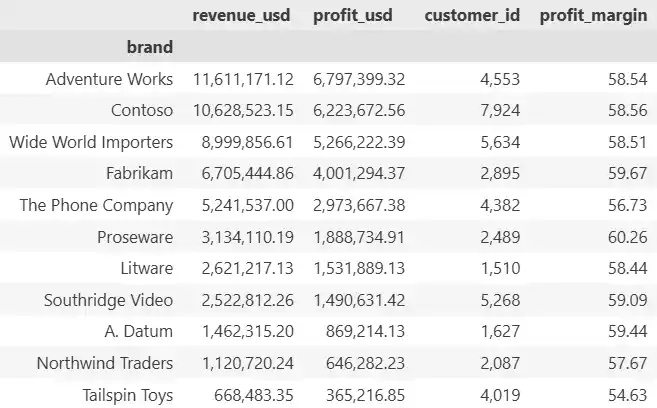 revenue_usd profit_usd customer_id profit_margin
brand
Adventure Works 11,611,171.12 6,797,399.32 4,553 58.54
Contoso 10,628,523.15 6,223,672.56 7,924 58.56
Wide World Importers 8,999,856.61 5,266,222.39 5,634 58.51
Fabrikam 6,705,444.86 4,001,294.37 2,895 59.67
The Phone Company 5,241,537.00 2,973,667.38 4,382 56.73
Proseware 3,134,110.19 1,888,734.91 2,489 60.26
Litware 2,621,217.13 1,531,889.13 1,510 58.44
Southridge Video 2,522,812.26 1,490,631.42 5,268 59.09
A. Datum 1,462,315.20 869,214.13 1,627 59.44
Northwind Traders 1,120,720.24 646,282.23 2,087 57.67
Tailspin Toys 668,483.35 365,216.85 4,019 54.63